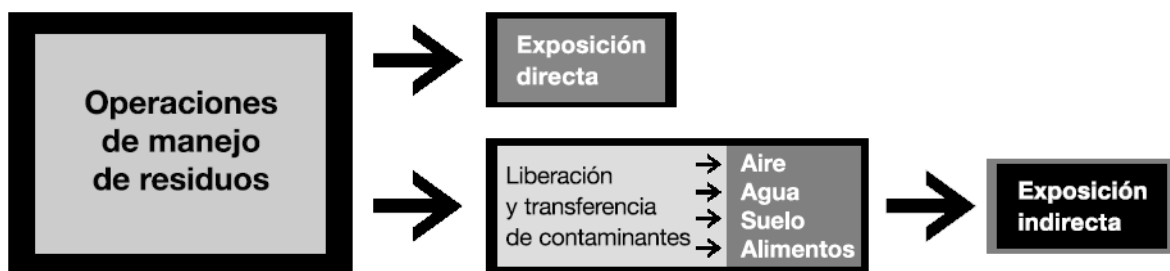 Operaciones
de manejo
de residuos
Exposición
directa
Liberación
y transferencia
de contaminantes
Aire
Agua
Suelo
Alimentos
Exposición
indirecta